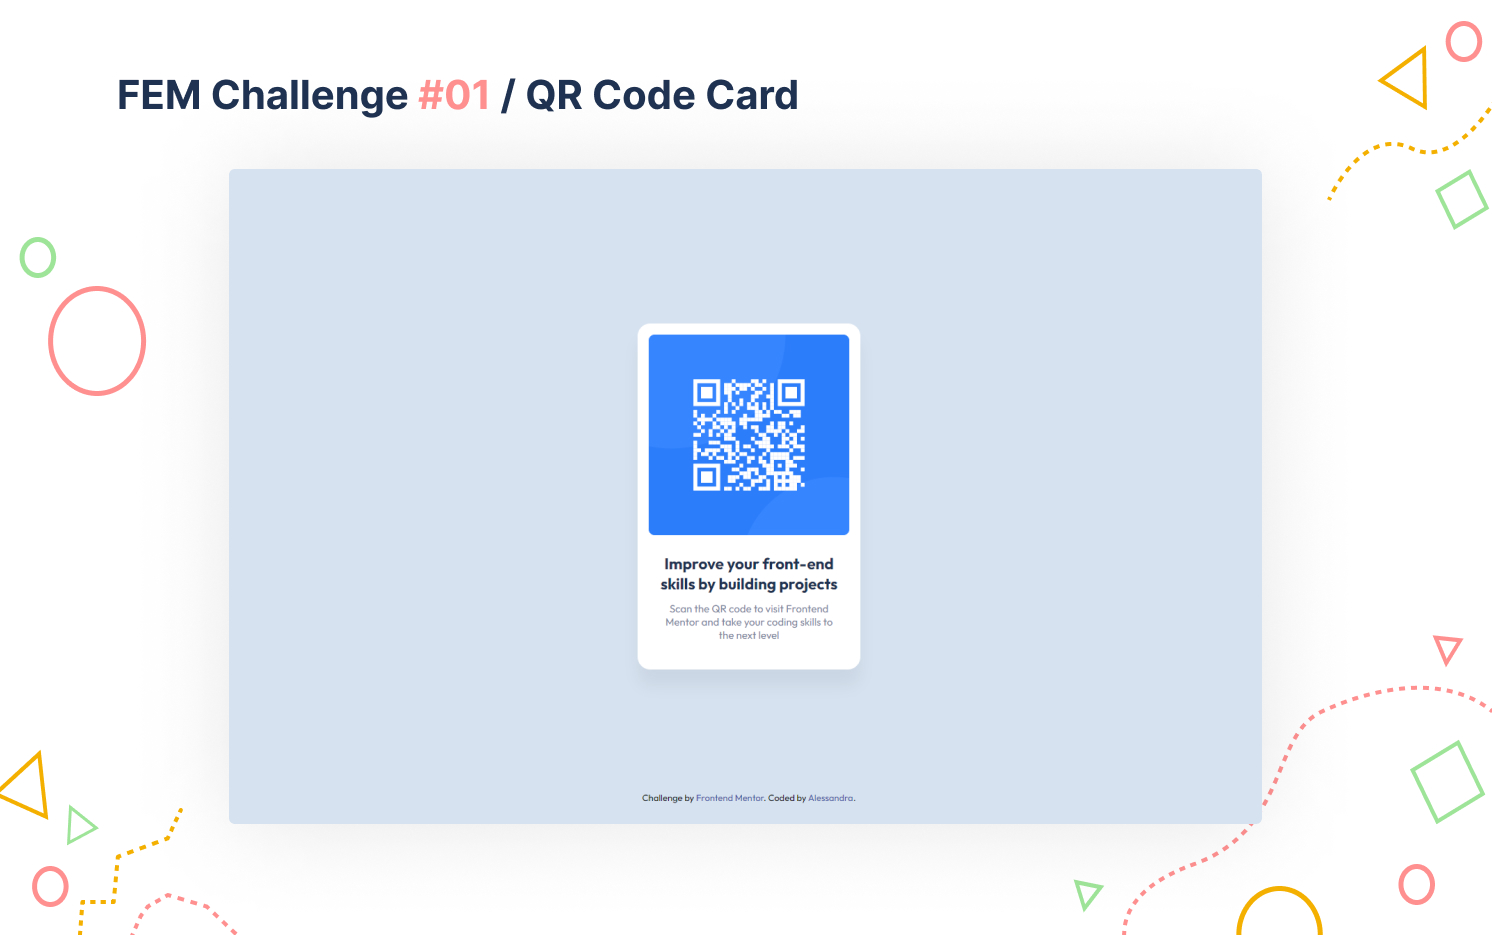 FEM Challenge #01 / QR Code Card
Improve your front-end
skills by building projects
Scan the QR code to visit Frontend
Mentor and take your coding skills to
the next level
Challenge by Frontend Mentor. Coded by Alessandra.